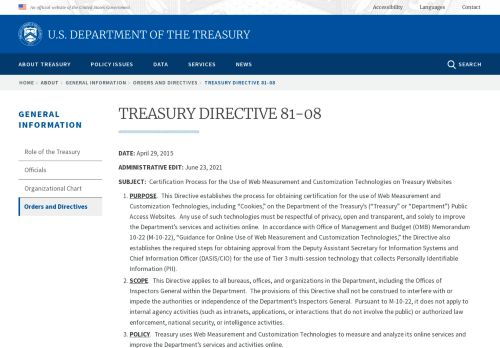 An official website of the United States Government
Accessibility Languages Contact
U.S. DEPARTMENT OF THE TREASURY
ABOUT TREASURY POLICY ISSUES DATA SERVICES NEWS SEARCH
HOME › ABOUT › GENERAL INFORMATION › ORDERS AND DIRECTIVES › TREASURY DIRECTIVE 81-08
GENERAL
INFORMATION
Role of the Treasury
Officials
Organizational Chart
Orders and Directives
TREASURY DIRECTIVE 81-08
DATE: April 29, 2015
ADMINISTRATIVE EDIT: June 23, 2021
SUBJECT: Certification Process for the Use of Web Measurement and Customization Technologies on Treasury Websites
1. PURPOSE. This Directive establishes the process for obtaining certification for the use of Web Measurement and
Customization Technologies, including “Cookies,” on the Department of the Treasury’s (“Treasury” or “Department”) Public
Access Websites. Any use of such technologies must be respectful of privacy, open and transparent, and solely to improve
the Department’s services and activities online. In accordance with Office of Management and Budget (OMB) Memorandum
10-22 (M-10-22), “Guidance for Online Use of Web Measurement and Customization Technologies,” the Directive also
establishes the required steps for obtaining approval from the Deputy Assistant Secretary for Information Systems and
Chief Information Officer (DASIS/CIO) for the use of Tier 3 multi-session technology that collects Personally Identifiable
Information (PII).
2. SCOPE. This Directive applies to all bureaus, offices, and organizations in the Department, including the Offices of
Inspectors General within the Department. The provisions of this Directive shall not be construed to interfere with or
impede the authorities or independence of the Department’s Inspectors General. Pursuant to M-10-22, it does not apply to
internal agency activities (such as intranets, applications, or interactions that do not involve the public) or authorized law
enforcement, national security, or intelligence activities.
3. POLICY. Treasury uses Web Measurement and Customization Technologies to measure and analyze its online services and
improve the Department’s services and activities online.